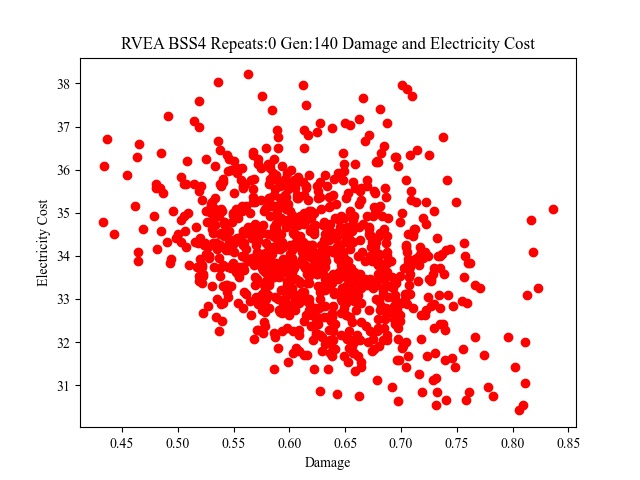 RVEA BSS4 Repeats:0 Gen:140 Damage and Electricity Cost
38
37
36
35
34
33
32
31
Electricity Cost
0.45 0.50 0.55 0.60 0.65 0.70 0.75 0.80 0.85
Damage